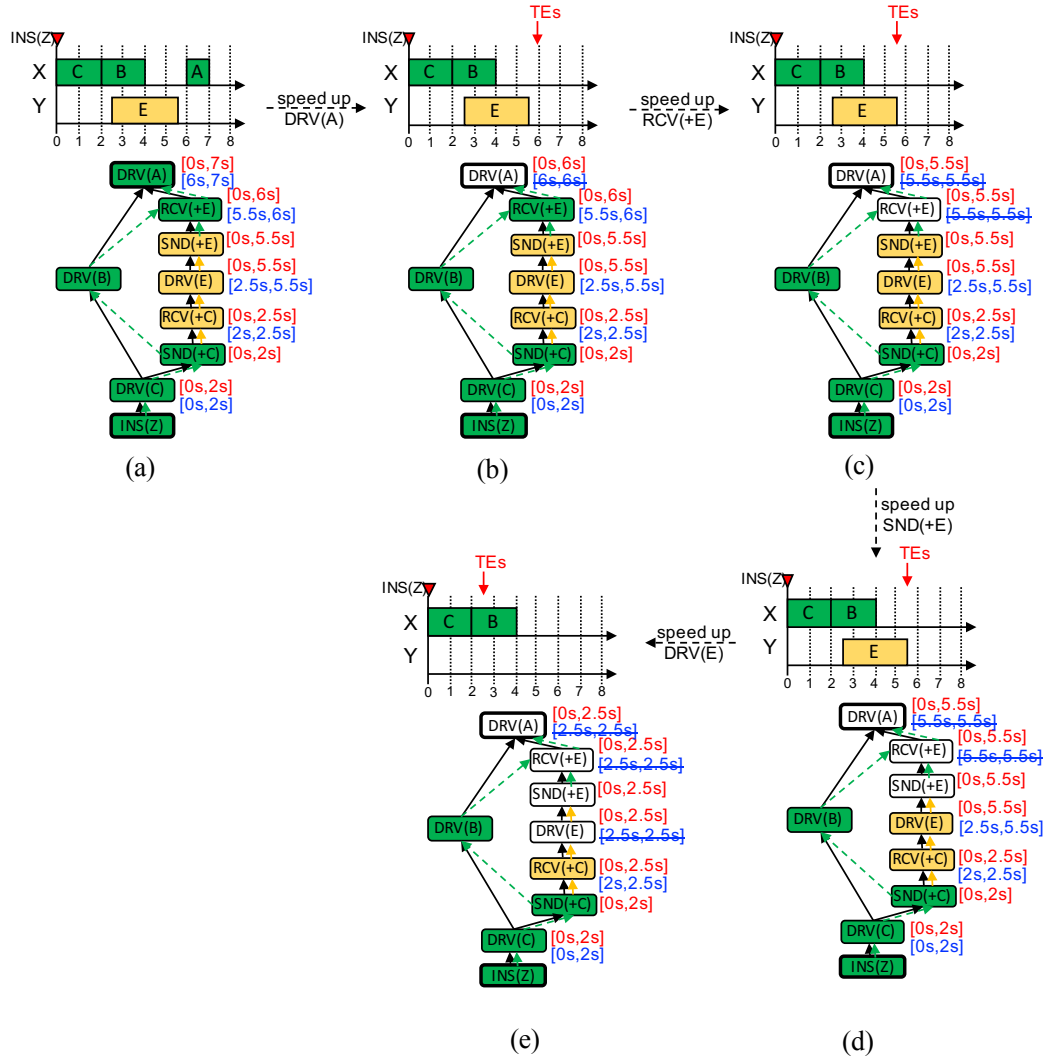 INS(Z)
X
C
B
A
Y
E
0 1 2 3 4 5 6 7 8
DRV(A)
[0s,7s]
[6s,7s]
RCV(+E)
[0s,6s]
[5.5s,6s]
SND(+E)
[0s,5.5s]
DRV(B)
DRV(E)
[0s,5.5s]
[2.5s,5.5s]
RCV(+C)
[0s,2.5s]
[2s,2.5s]
SND(+C)
[0s,2s]
DRV(C)
[0s,2s]
[0s,2s]
INS(Z)
(a)
speed up
DRV(A)
INS(Z)
TEs
X
C
B
Y
E
0 1 2 3 4 5 6 7 8
DRV(A)
[0s,6s]
[6s,6s]
RCV(+E)
[0s,6s]
[5.5s,6s]
SND(+E)
[0s,5.5s]
DRV(B)
DRV(E)
[0s,5.5s]
[2.5s,5.5s]
RCV(+C)
[0s,2.5s]
[2s,2.5s]
SND(+C)
[0s,2s]
DRV(C)
[0s,2s]
[0s,2s]
INS(Z)
(b)
speed up
RCV(+E)
INS(Z)
TEs
X
C
B
Y
E
0 1 2 3 4 5 6 7 8
DRV(A)
[0s,5.5s]
[5.5s,5.5s]
RCV(+E)
[0s,5.5s]
[5.5s,5.5s]
SND(+E)
[0s,5.5s]
DRV(B)
DRV(E)
[0s,5.5s]
[2.5s,5.5s]
RCV(+C)
[0s,2.5s]
[2s,2.5s]
SND(+C)
[0s,2s]
DRV(C)
[0s,2s]
[0s,2s]
INS(Z)
(c)
speed up
SND(+E)
INS(Z)
TEs
X
C
B
Y
E
0 1 2 3 4 5 6 7 8
DRV(A)
[0s,5.5s]
[5.5s,5.5s]
RCV(+E)
[0s,5.5s]
[5.5s,5.5s]
SND(+E)
[0s,5.5s]
DRV(B)
DRV(E)
[0s,5.5s]
[2.5s,5.5s]
RCV(+C)
[0s,2.5s]
[2s,2.5s]
SND(+C)
[0s,2s]
DRV(C)
[0s,2s]
[0s,2s]
INS(Z)
(d)
speed up
DRV(E)
INS(Z)
TEs
X
C
B
Y
0 1 2 3 4 5 6 7 8
DRV(A)
[0s,2.5s]
[2.5s,2.5s]
RCV(+E)
[0s,2.5s]
[2.5s,2.5s]
SND(+E)
[0s,2.5s]
DRV(B)
DRV(E)
[0s,2.5s]
[2.5s,2.5s]
RCV(+C)
[0s,2.5s]
[2s,2.5s]
SND(+C)
[0s,2s]
DRV(C)
[0s,2s]
[0s,2s]
INS(Z)
(e)